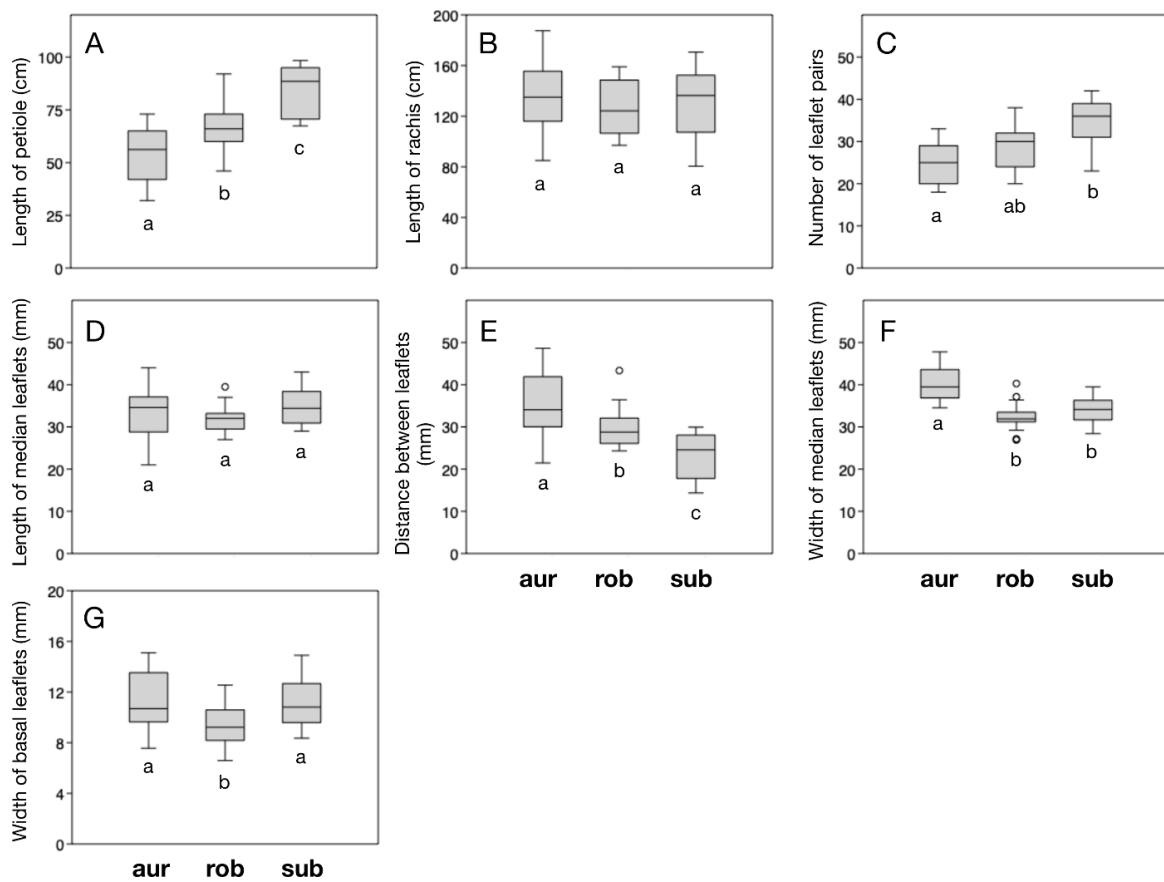 A
Length of petiole (cm)
100
75
50
25
0
a
b
c
B
Length of rachis (cm)
200
160
120
80
40
0
a
a
a
C
Number of leaflet pairs
50
40
30
20
10
0
a
ab
b
D
Length of median leaflets (mm)
50
40
30
20
10
0
a
a
a
E
Distance between leaflets
(mm)
50
40
30
20
10
0
a
b
c
aur rob sub
F
Width of median leaflets (mm)
50
40
30
20
10
0
a
b
b
aur rob sub
G
Width of basal leaflets (mm)
20
16
12
8
4
0
a
b
a
aur rob sub